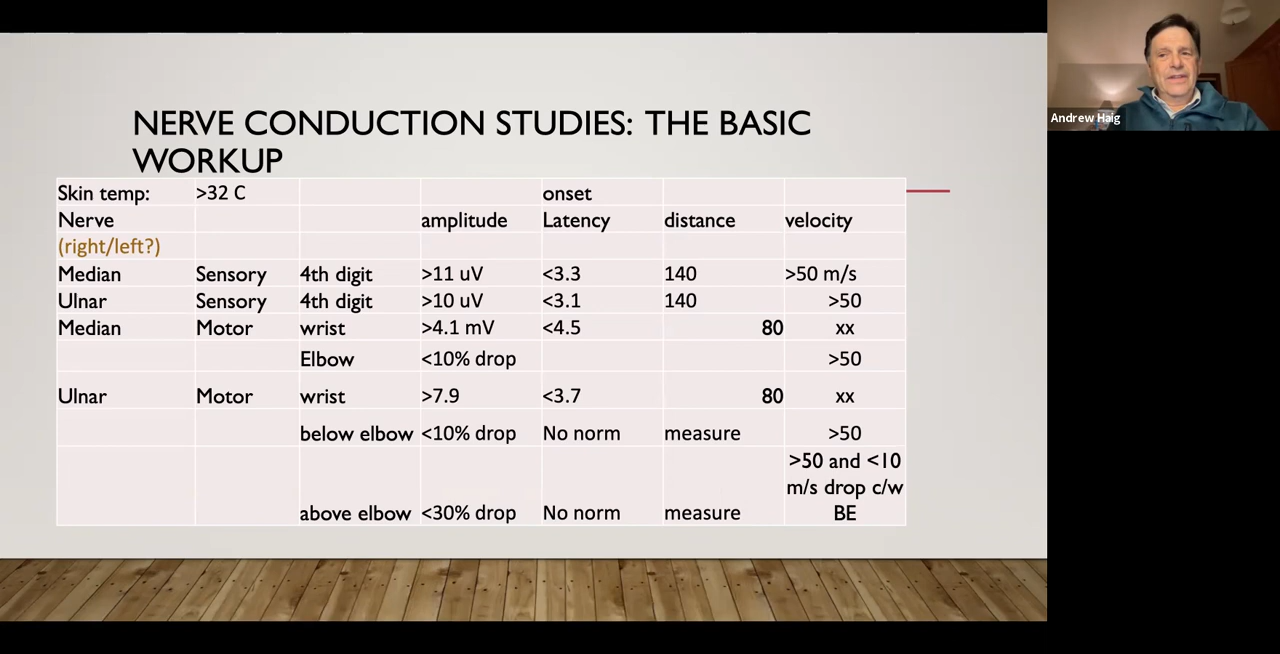 NERVE CONDUCTION STUDIES: THE BASIC
WORKUP
Andrew Haig
Skin temp: >32 C onset
Nerve amplitude Latency distance velocity
(right/left?)
Median Sensory 4th digit >11 uV <3.3 140 >50 m/s
Ulnar Sensory 4th digit >10 uV <3.1 140 >50
Median Motor wrist >4.1 mV <4.5 80 xx
Elbow <10% drop >50
Ulnar Motor wrist >7.9 <3.7 80 xx
below elbow <10% drop No norm measure >50
above elbow <30% drop No norm measure >50 and <10
m/s drop c/w
BE